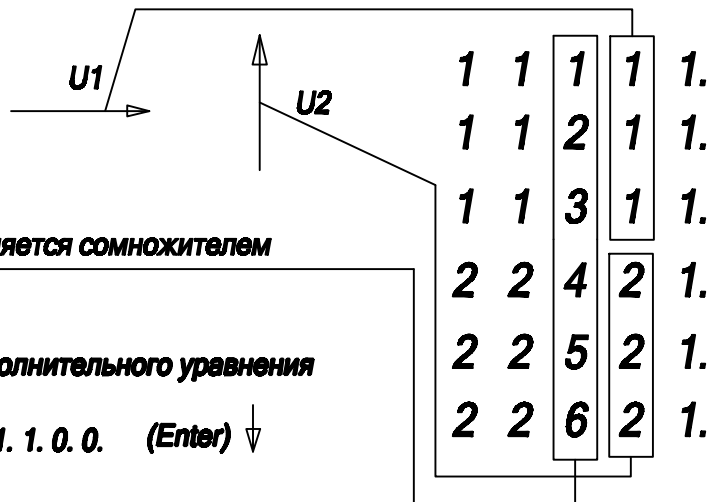 U1
U2
1 1 1 1 1.
1 1 2 1 1.
1 1 3 1 1.
сомножителем
2 2 4 2 1.
2 2 5 2 1.
уравнения
2 2 6 2 1.
1. 1. 0. 0. (Enter)